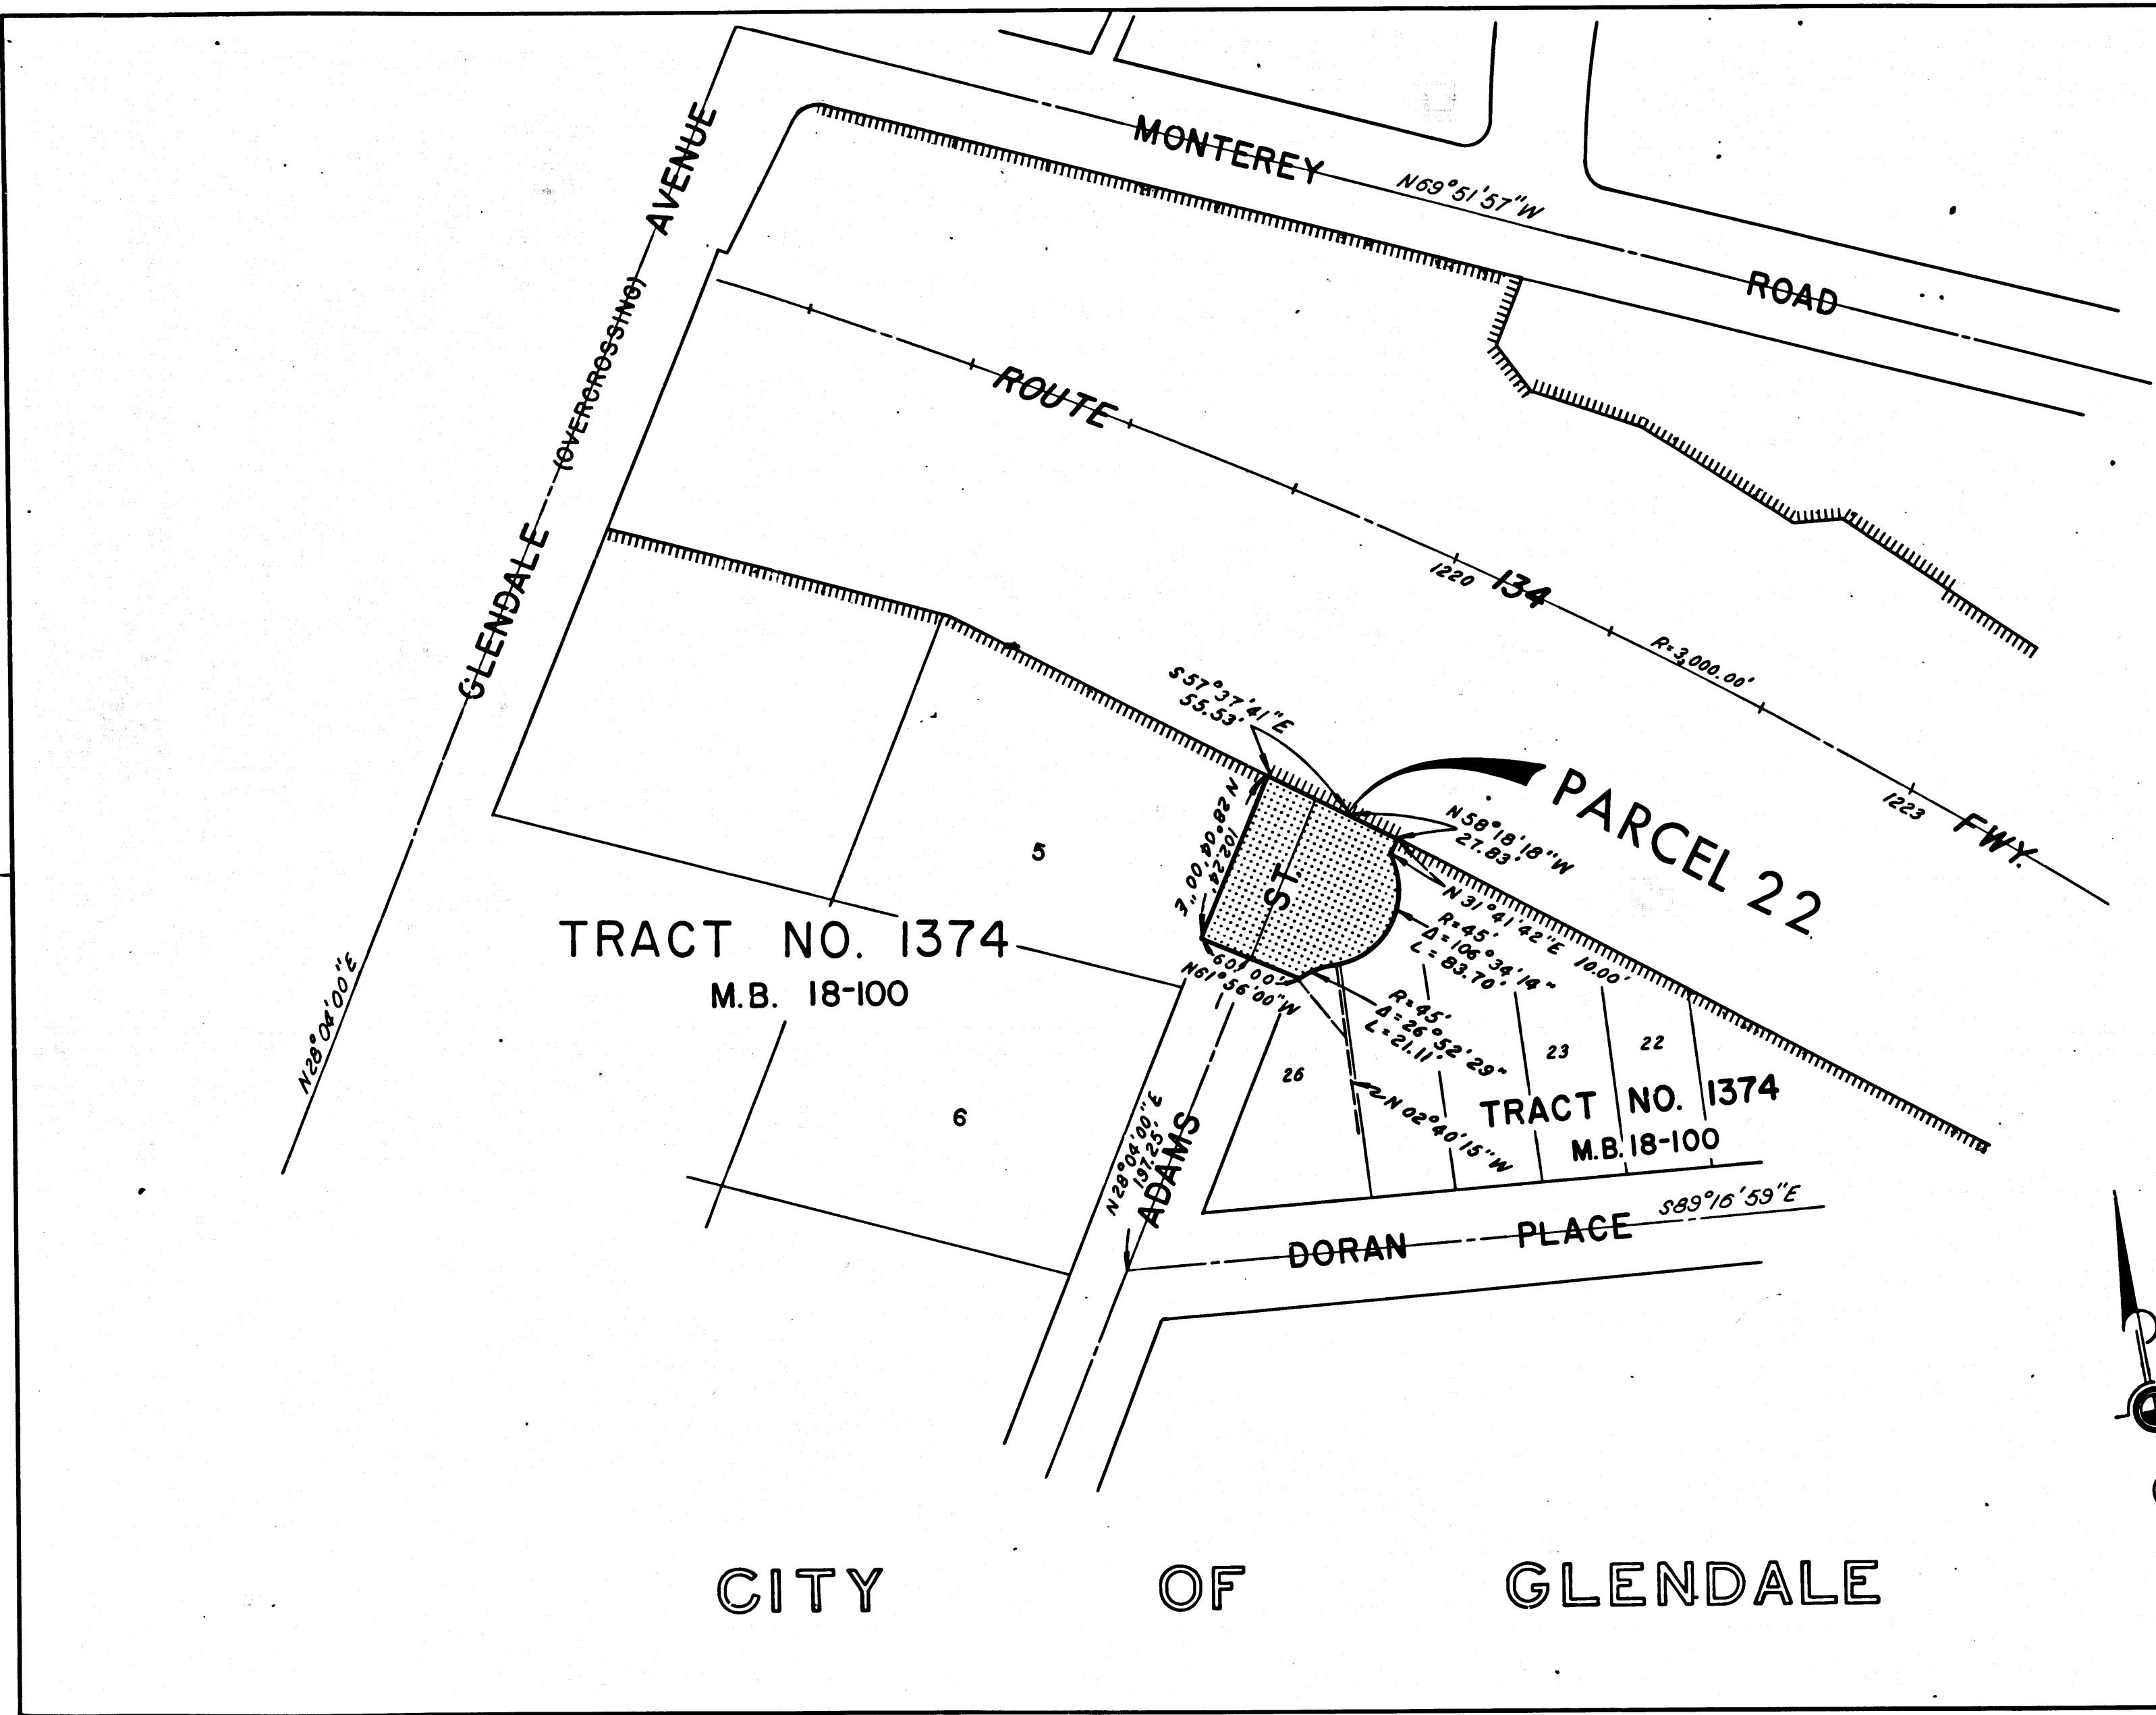 MONTEREY
ROAD
N69°51'57"W
GLENDALE (OVERCROSSING) AVENUE
N28°04'00"E
ROUTE
134
FWY.
1220
R=3,000.00'
1223
S57°37'41"E
55.53'
PARCEL 22
N58°18'18"W
27.83'
N28°04'00"E
102.24'
ST.
N31°41'42"E 10.00'
R=45'
Δ=106°34'14"
L=83.70'
60.00'
N61°56'00"W
R=45'
Δ=26°52'29"
L=21.11'
N02°40'15"W
5
TRACT NO. 1374
M.B. 18-100
6
26
23
22
TRACT NO. 1374
M.B. 18-100
N28°04'00"E
197.25'
ADAMS
DORAN PLACE
S89°16'59"E
CITY OF GLENDALE